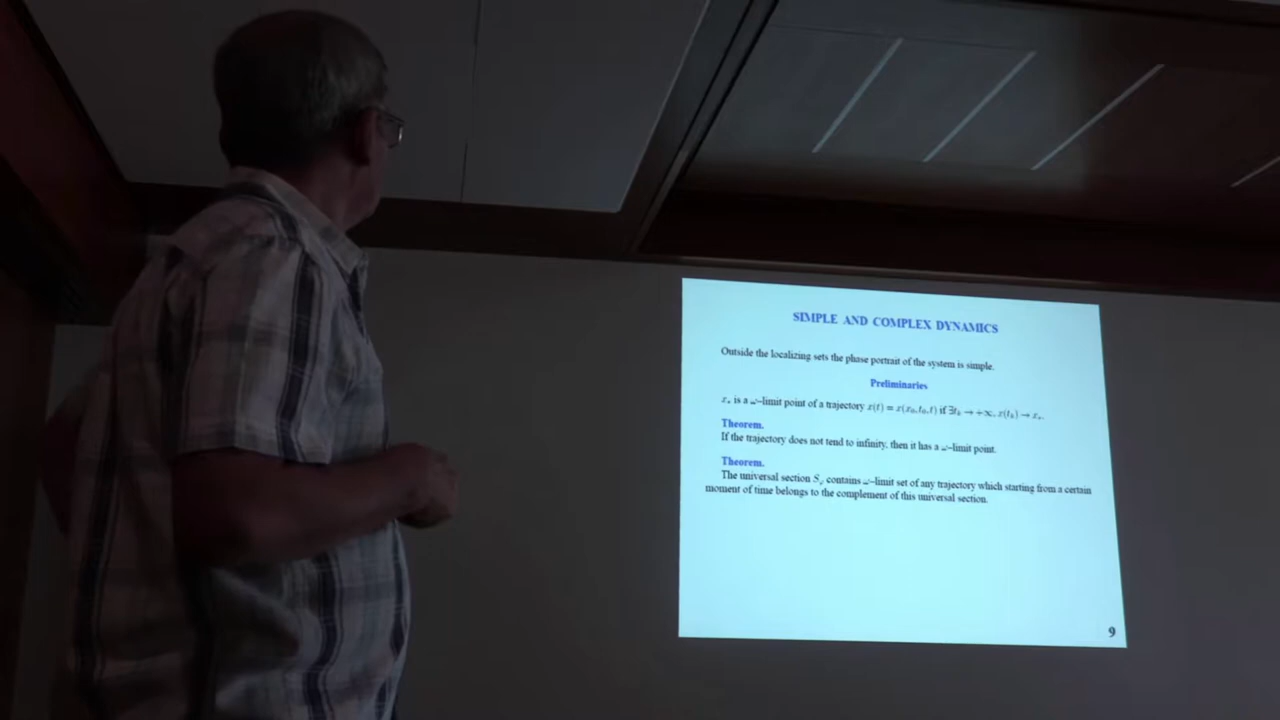 SIMPLE AND COMPLEX DYNAMICS
Outside the localizing sets the phase portrait of the system is simple.
Preliminaries
x* is a ω–limit point of a trajectory x(t) = x(x₀, t₀, t) if ∃tₖ → +∞, x(tₖ) → x*.
Theorem.
If the trajectory does not tend to infinity, then it has a ω–limit point.
Theorem.
The universal section Sᵩ contains ω–limit set of any trajectory which starting from a certain
moment of time belongs to the complement of this universal section.
9